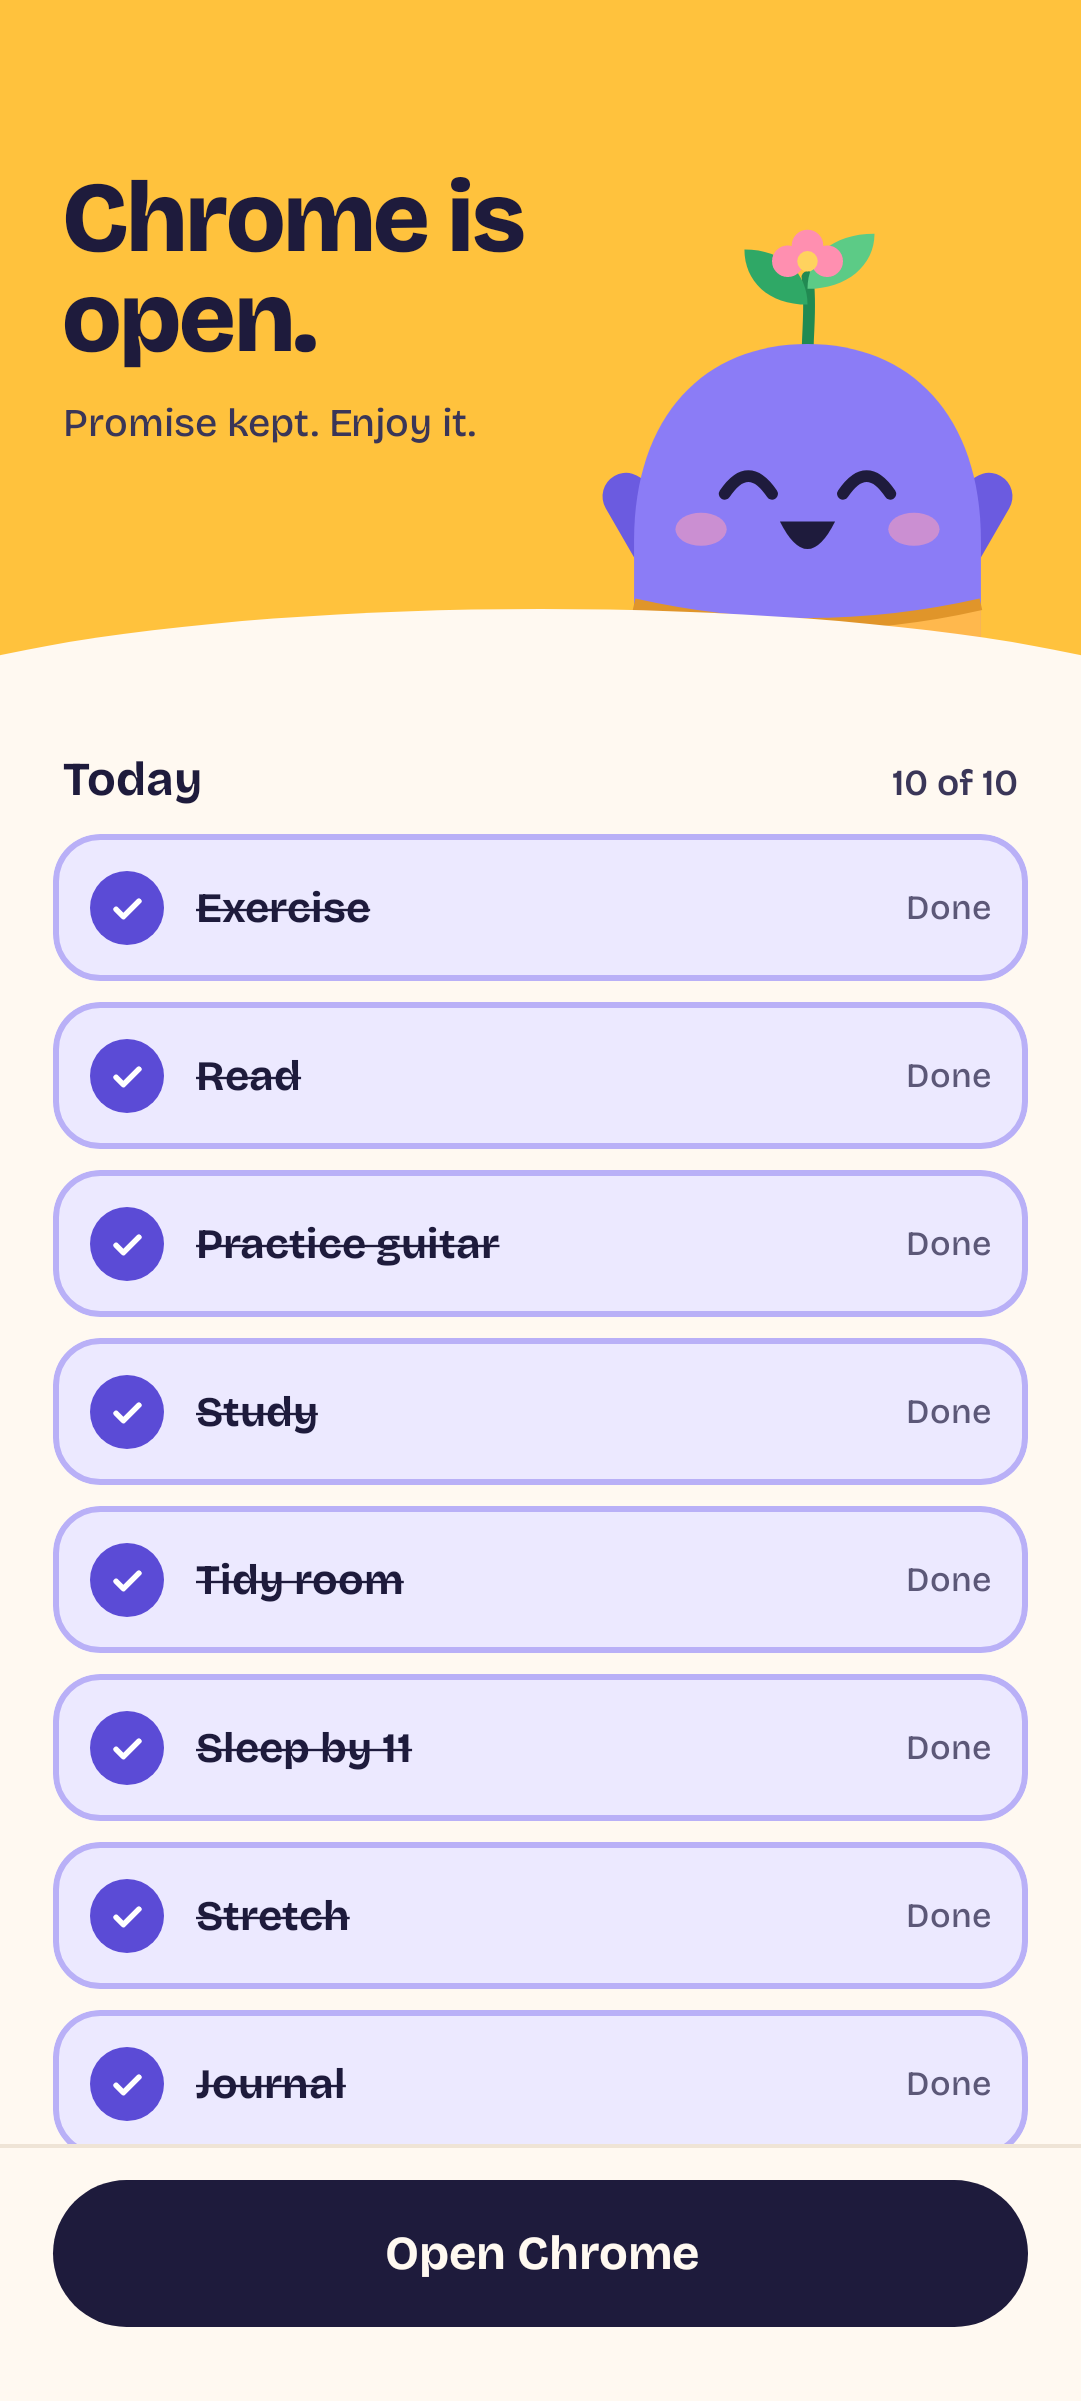 Chrome is
open.
Promise kept. Enjoy it.
Today
10 of 10
Exercise
Done
Read
Done
Practice guitar
Done
Study
Done
Tidy room
Done
Sleep by 11
Done
Stretch
Done
Journal
Done
Open Chrome